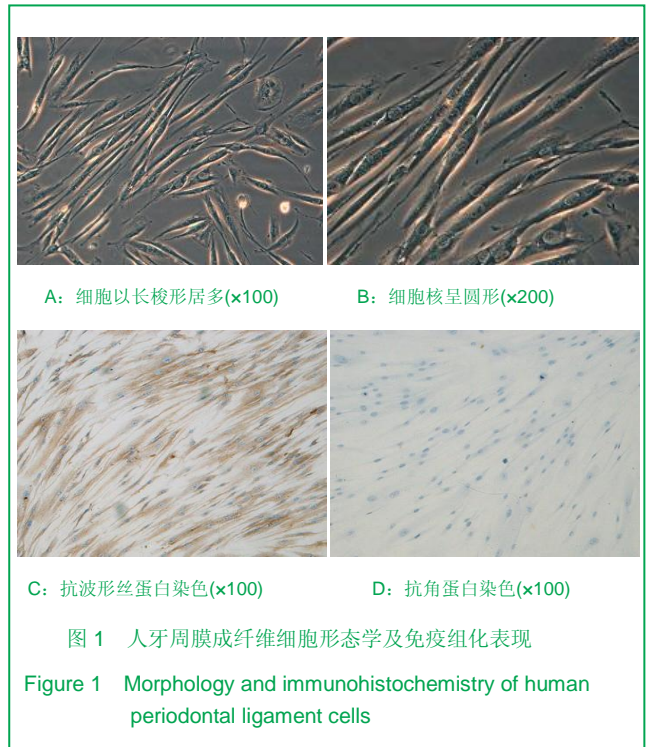 A：细胞以长梭形居多(×100)
B：细胞核呈圆形(×200)
C：抗波形丝蛋白染色(×100)
D：抗角蛋白染色(×100)
图 1 人牙周膜成纤维细胞形态学及免疫组化表现
Figure 1 Morphology and immunohistochemistry of human
periodontal ligament cells